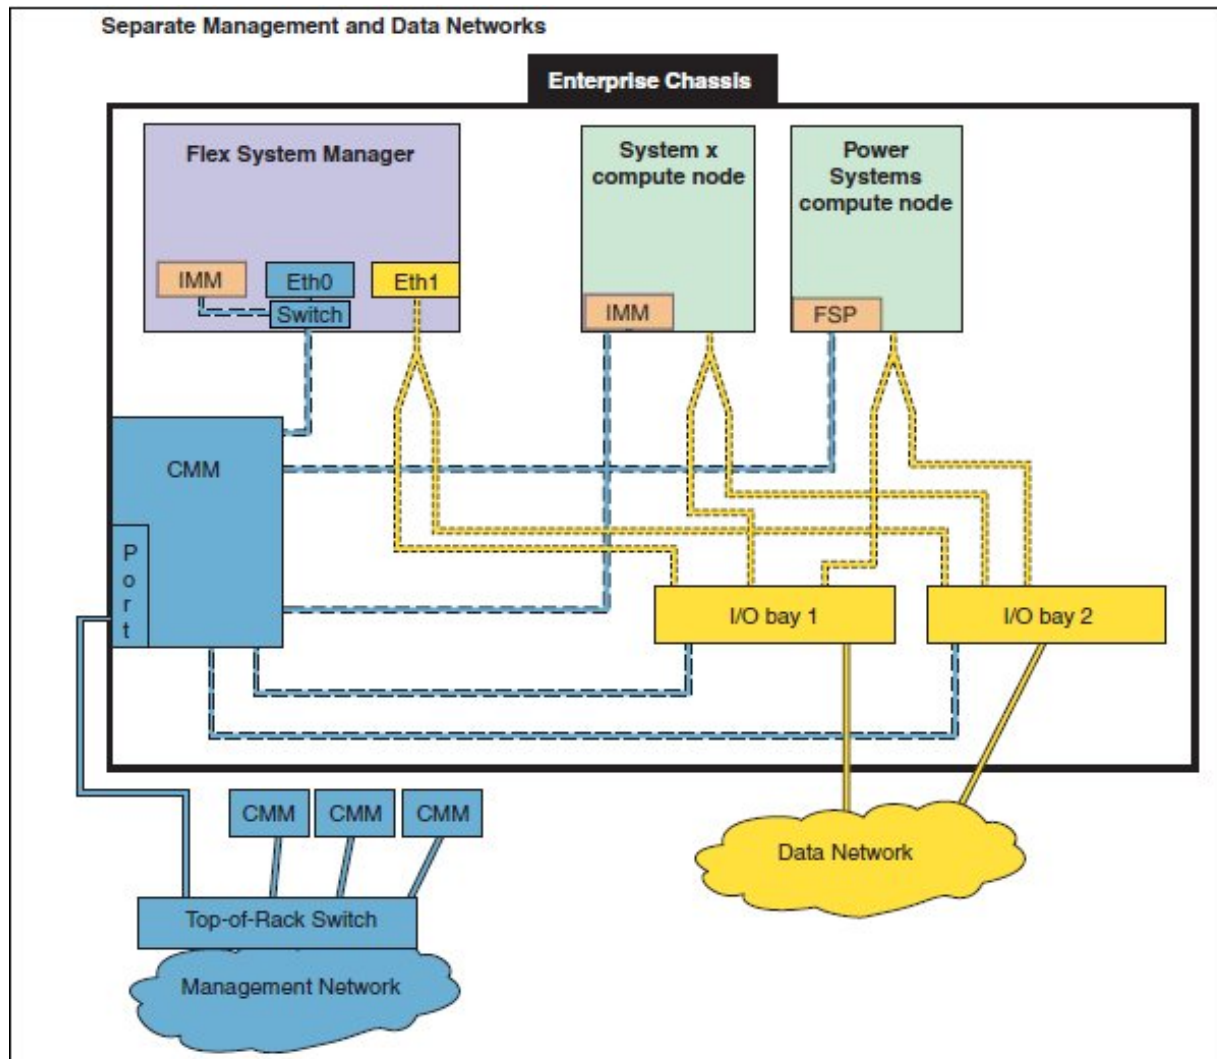 Separate Management and Data Networks
Enterprise Chassis
Flex System Manager
System x
compute node
Power
Systems
compute node
IMM
Eth0
Eth1
Switch
IMM
FSP
CMM
Port
I/O bay 1
I/O bay 2
CMM
CMM
CMM
Data Network
Top-of-Rack Switch
Management Network